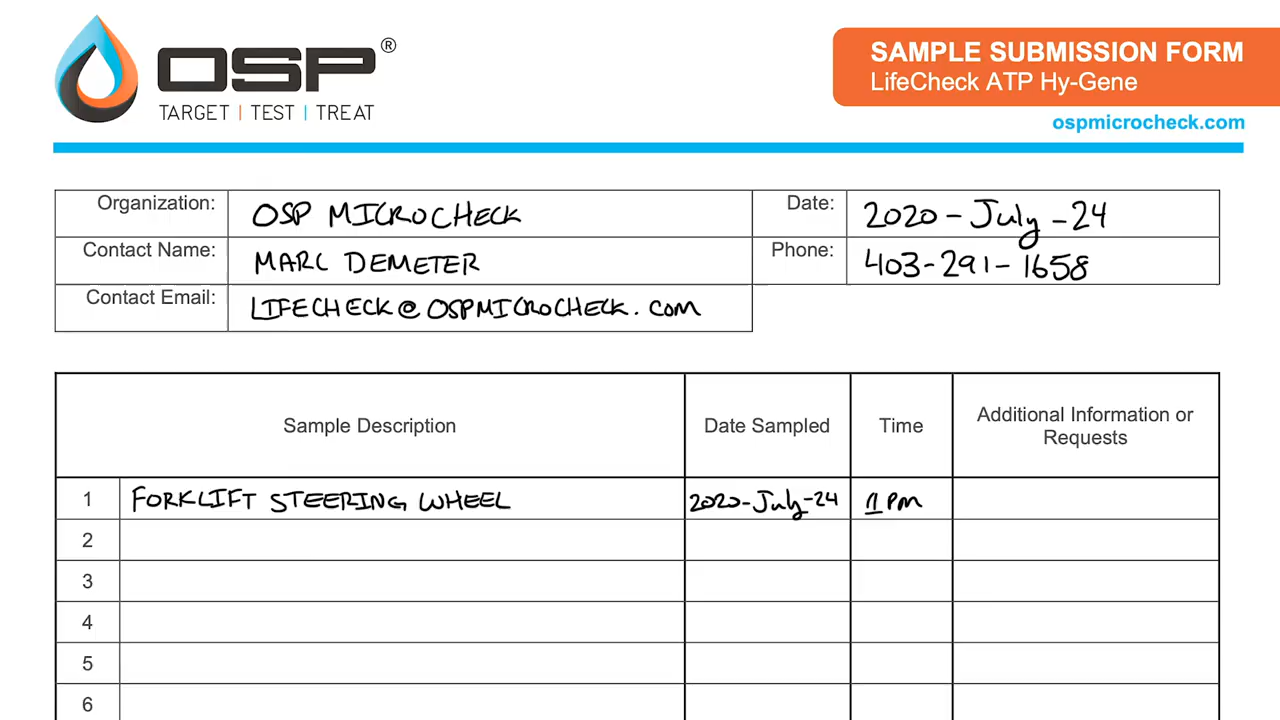 OSP®
TARGET | TEST | TREAT
SAMPLE SUBMISSION FORM
LifeCheck ATP Hy-Gene
ospmicrocheck.com
Organization: OSP MICROCHECK Date: 2020-July-24
Contact Name: MARC DEMETER Phone: 403-291-1658
Contact Email: LIFECHECK@OSPMICROCHECK.COM
Sample Description Date Sampled Time Additional Information or
Requests
1 FORKLIFT STEERING WHEEL 2020-July-24 PM
2
3
4
5
6